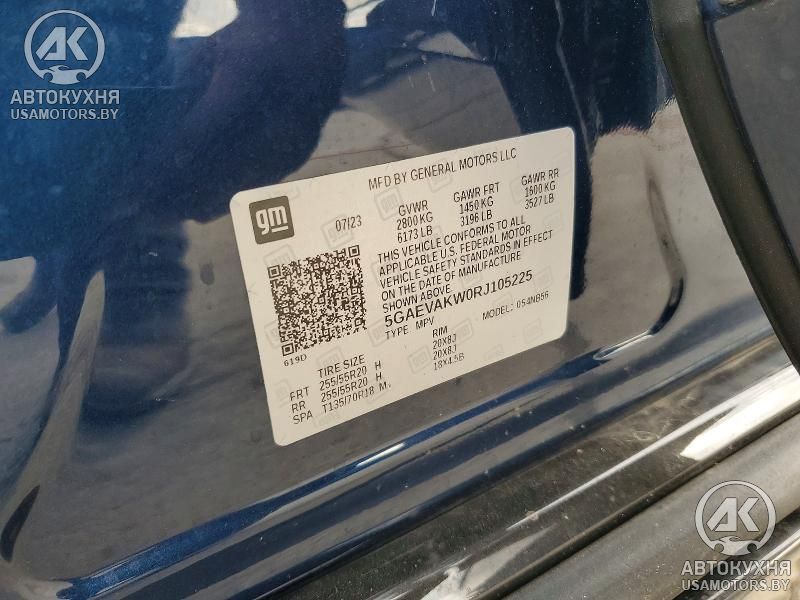 AK
АВТОКУХНЯ
USAMOTORS.BY
MFD BY GENERAL MOTORS LLC
gm
07/23
GVWR GAWR FRT GAWR RR
2800 KG 1450 KG 1600 KG
6173 LB 3196 LB 3527 LB
THIS VEHICLE CONFORMS TO ALL
APPLICABLE U.S. FEDERAL MOTOR
VEHICLE SAFETY STANDARDS IN EFFECT
ON THE DATE OF MANUFACTURE
SHOWN ABOVE.
5GAEVAKW0RJ105225
TYPE: MPV MODEL: 054NB56
619D
TIRE SIZE RIM
FRT 255/55R20 H 20X8J
RR 255/55R20 H 20X8J
SPA T135/70R18 M 18X4.5B
AK
АВТОКУХНЯ
USAMOTORS.BY